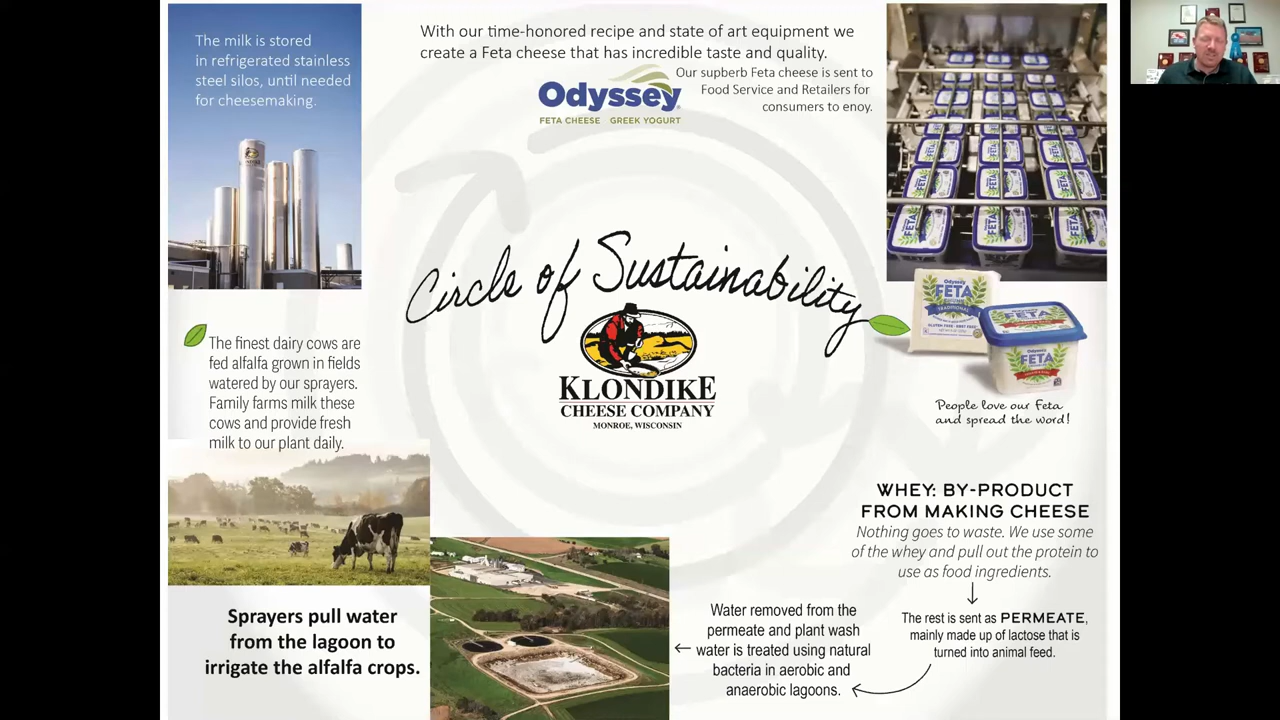 The milk is stored
in refrigerated stainless
steel silos, until needed
for cheesemaking.
With our time-honored recipe and state of art equipment we
create a Feta cheese that has incredible taste and quality.
Odyssey
FETA CHEESE GREEK YOGURT
Our supberb Feta cheese is sent to
Food Service and Retailers for
consumers to enoy.
Circle of Sustainability
KLONDIKE
CHEESE COMPANY
MONROE, WISCONSIN
The finest dairy cows are
fed alfalfa grown in fields
watered by our sprayers.
Family farms milk these
cows and provide fresh
milk to our plant daily.
Odyssey
FETA
TRADITIONAL
Odyssey
FETA
People love our Feta
and spread the word!
WHEY: BY-PRODUCT
FROM MAKING CHEESE
Nothing goes to waste. We use some
of the whey and pull out the protein to
use as food ingredients.
The rest is sent as PERMEATE,
mainly made up of lactose that is
turned into animal feed.
Water removed from the
permeate and plant wash
water is treated using natural
bacteria in aerobic and
anaerobic lagoons.
Sprayers pull water
from the lagoon to
irrigate the alfalfa crops.